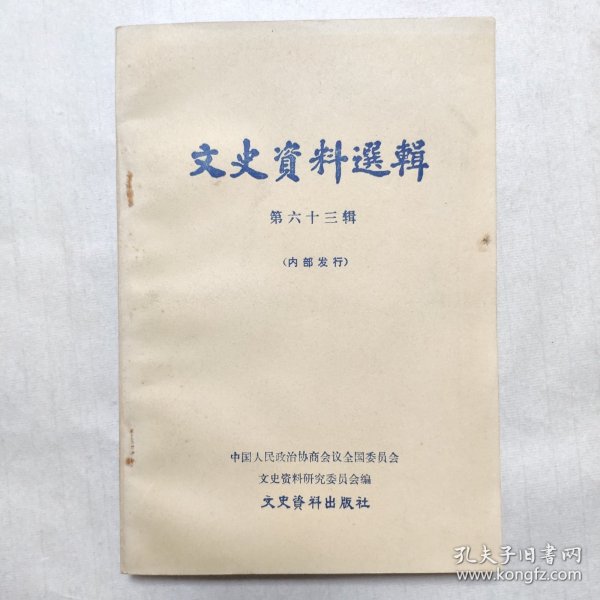 文史資料選輯
第六十三辑
(内部发行)
中国人民政治协商会议全国委员会
文史资料研究委员会编
文史資料出版社
孔夫子旧书网
www.kongfz.com